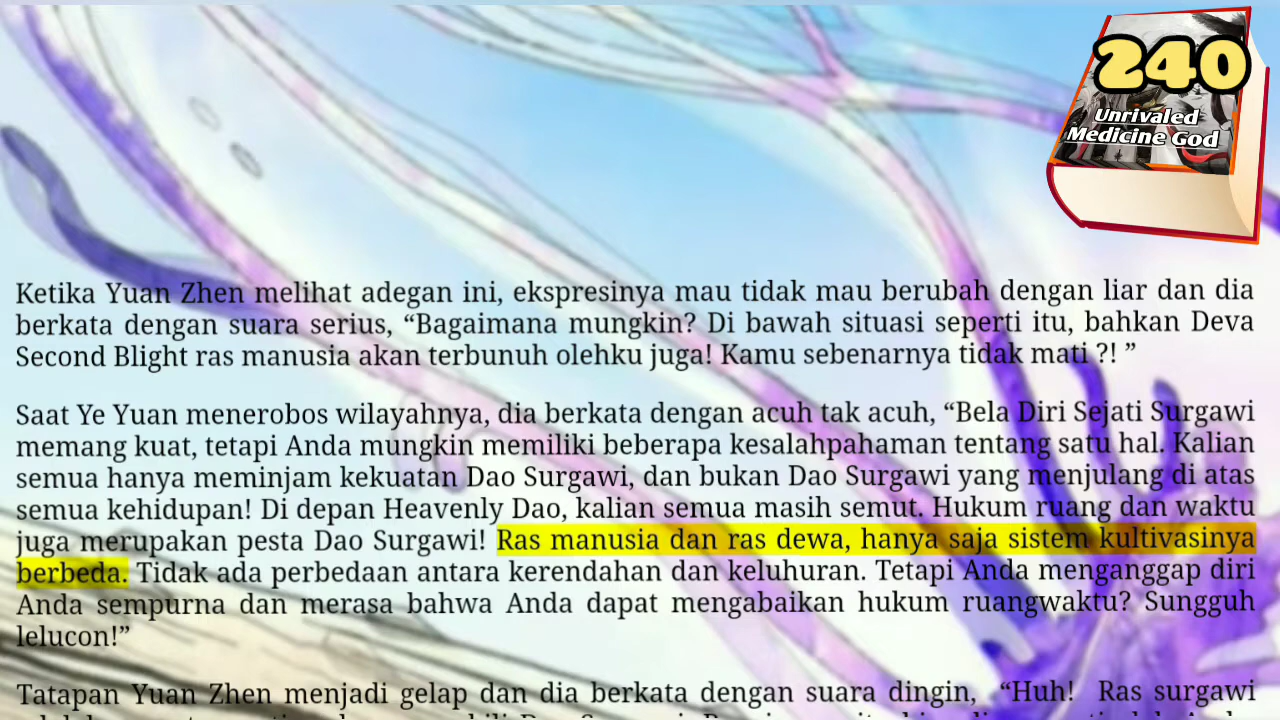 240
Unrivaled
Medicine God
Ketika Yuan Zhen melihat adegan ini, ekspresinya mau tidak mau berubah dengan liar dan dia
berkata dengan suara serius, “Bagaimana mungkin? Di bawah situasi seperti itu, bahkan Deva
Second Blight ras manusia akan terbunuh olehku juga! Kamu sebenarnya tidak mati ?! ”
Saat Ye Yuan menerobos wilayahnya, dia berkata dengan acuh tak acuh, “Bela Diri Sejati Surgawi
memang kuat, tetapi Anda mungkin memiliki beberapa kesalahpahaman tentang satu hal. Kalian
semua hanya meminjam kekuatan Dao Surgawi, dan bukan Dao Surgawi yang menjulang di atas
semua kehidupan! Di depan Heavenly Dao, kalian semua masih semut. Hukum ruang dan waktu
juga merupakan pesta Dao Surgawi! Ras manusia dan ras dewa, hanya saja sistem kultivasinya
berbeda. Tidak ada perbedaan antara kerendahan dan keluhuran. Tetapi Anda menganggap diri
Anda sempurna dan merasa bahwa Anda dapat mengabaikan hukum ruangwaktu? Sungguh
lelucon!”
Tatapan Yuan Zhen menjadi gelap dan dia berkata dengan suara dingin, “Huh! Ras surgawi